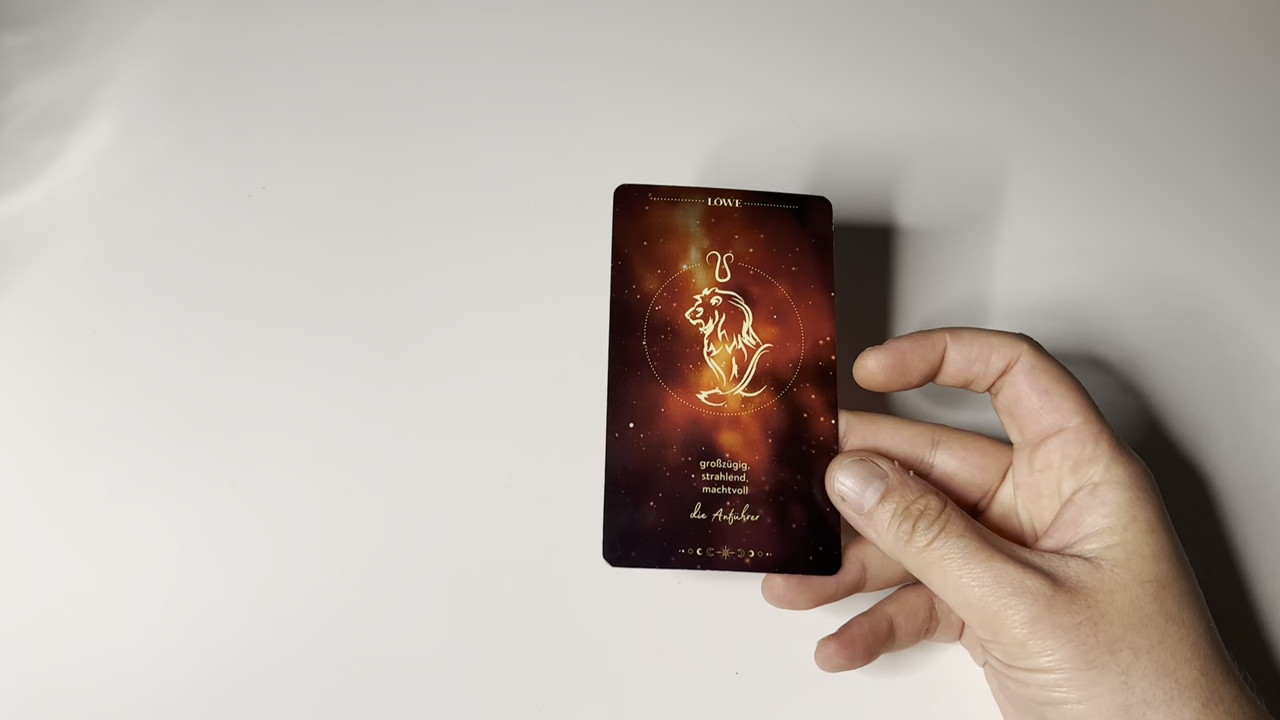 LÖWE
großzügig,
strahlend,
machtvoll
die Anführer